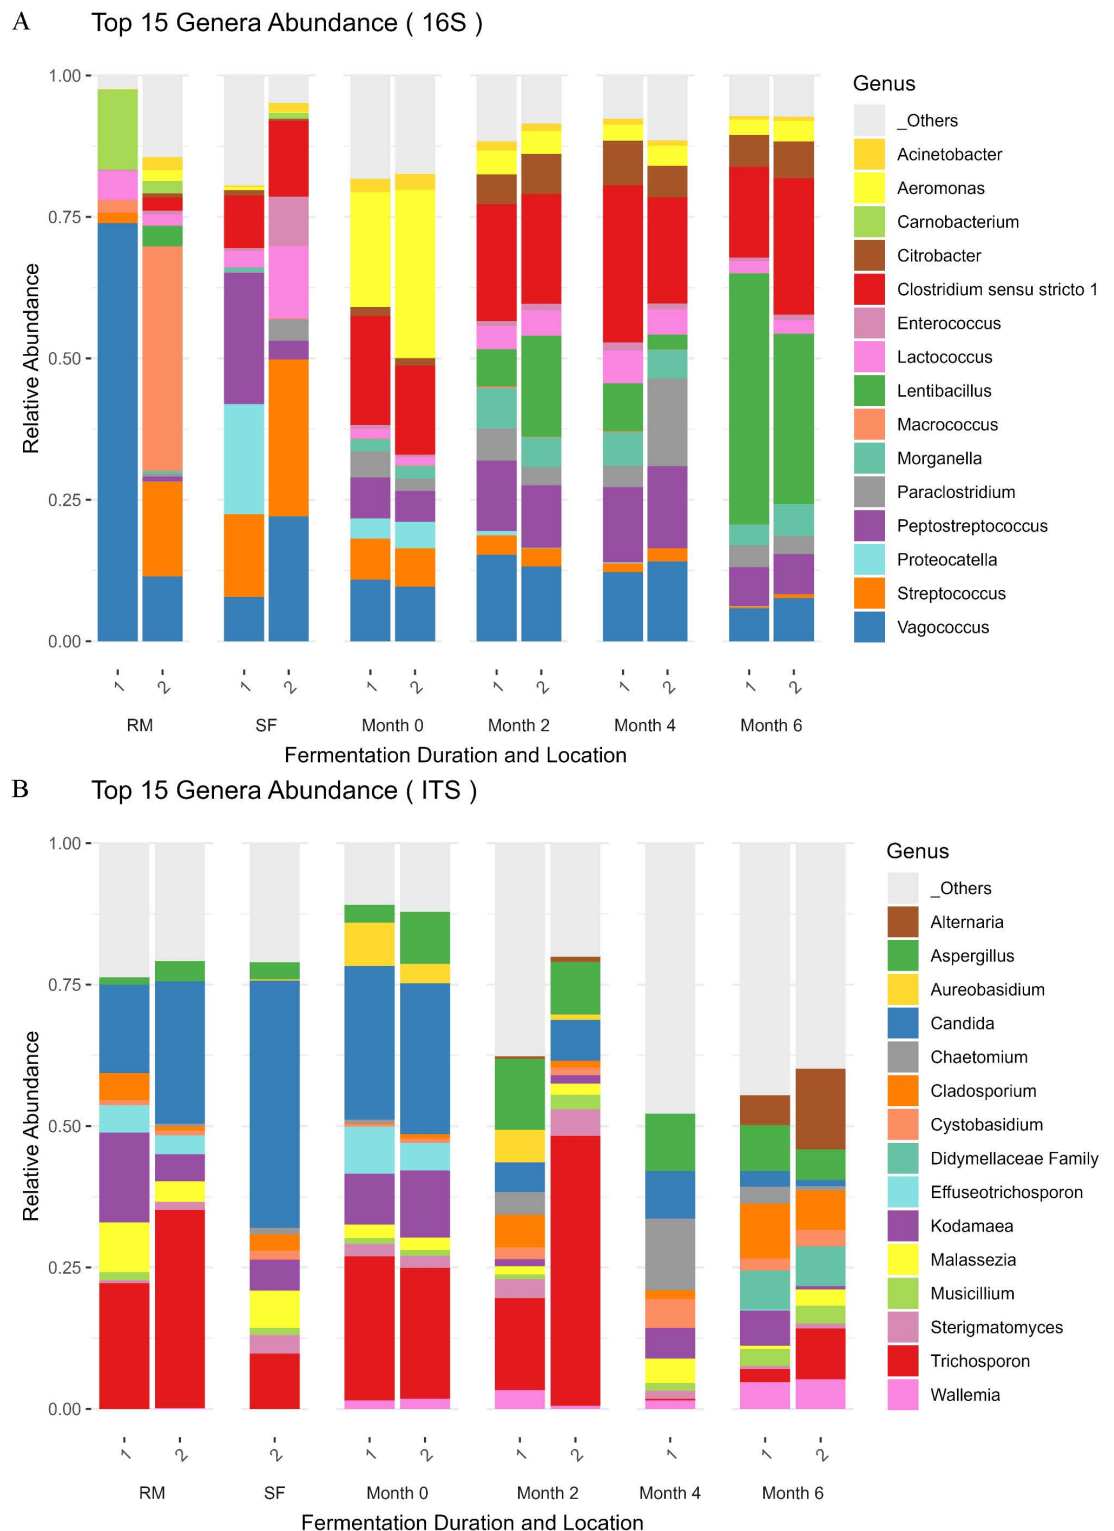 A
Top 15 Genera Abundance ( 16S )
1.00
0.75
0.50
0.25
0.00
Relative Abundance
1 2 1 2 1 2 1 2 1 2 1 2
RM SF Month 0 Month 2 Month 4 Month 6
Fermentation Duration and Location
Genus
_Others
Acinetobacter
Aeromonas
Carnobacterium
Citrobacter
Clostridium sensu stricto 1
Enterococcus
Lactococcus
Lentibacillus
Macrococcus
Morganella
Paraclostridium
Peptostreptococcus
Proteocatella
Streptococcus
Vagococcus
B
Top 15 Genera Abundance ( ITS )
1.00
0.75
0.50
0.25
0.00
Relative Abundance
1 2 2 1 2 1 2 1 1 2
RM SF Month 0 Month 2 Month 4 Month 6
Fermentation Duration and Location
Genus
_Others
Alternaria
Aspergillus
Aureobasidium
Candida
Chaetomium
Cladosporium
Cystobasidium
Didymellaceae Family
Effuseotrichosporon
Kodamaea
Malassezia
Musicillium
Sterigmatomyces
Trichosporon
Wallemia